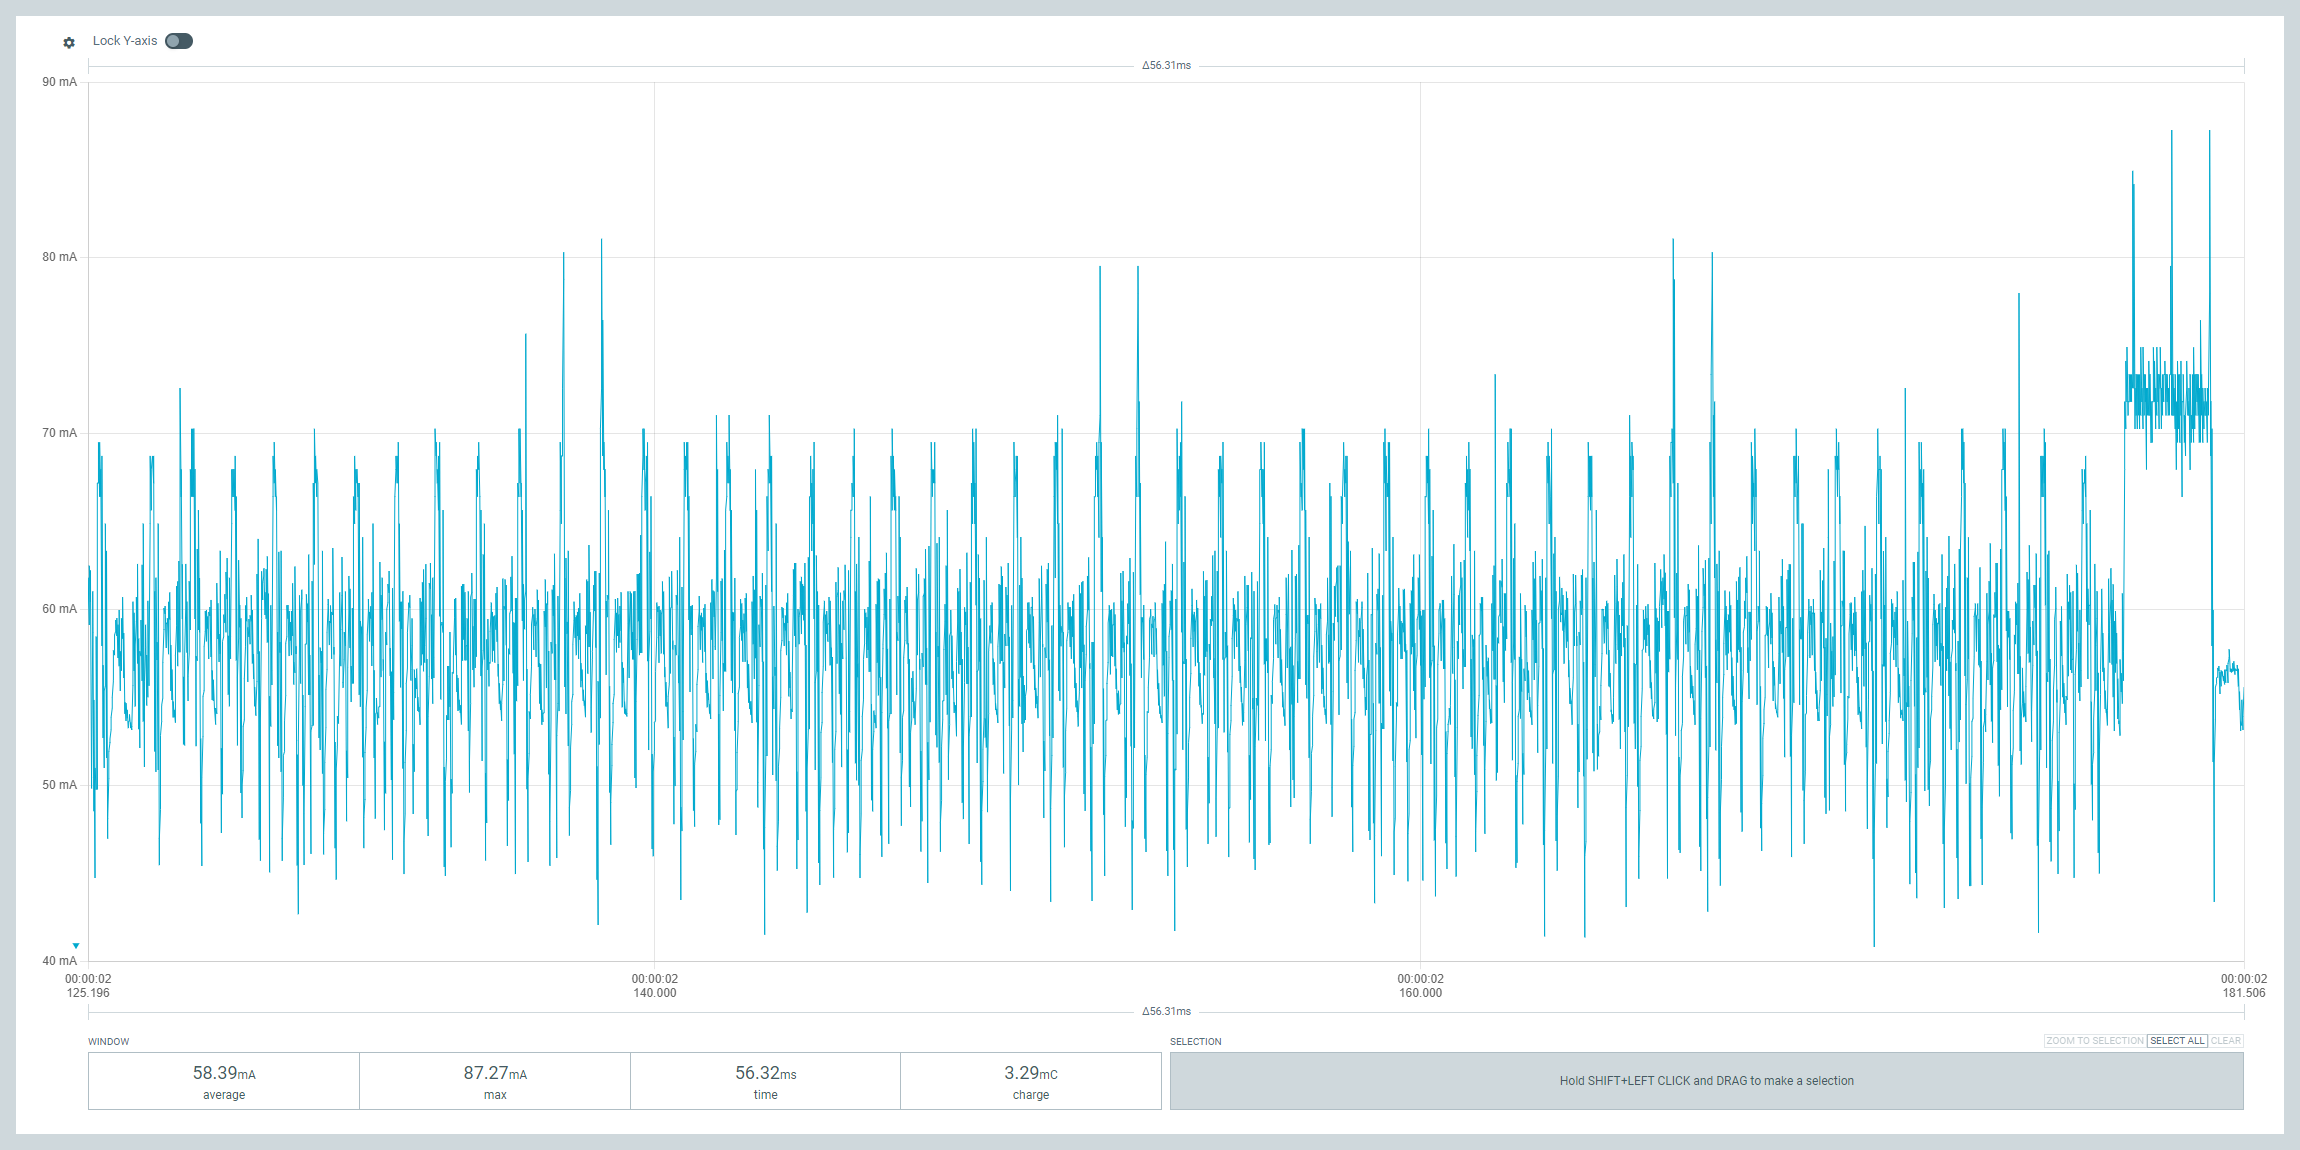 Lock Y-axis
Δ56.31ms
90 mA
80 mA
70 mA
60 mA
50 mA
40 mA
00:00:02 00:00:02 00:00:02 00:00:02
125.196 140.000 160.000 181.506
Δ56.31ms
WINDOW
58.39mA 87.27mA 56.32ms 3.29mC
average max time charge
SELECTION
ZOOM TO SELECTION SELECT ALL CLEAR
Hold SHIFT+LEFT CLICK and DRAG to make a selection